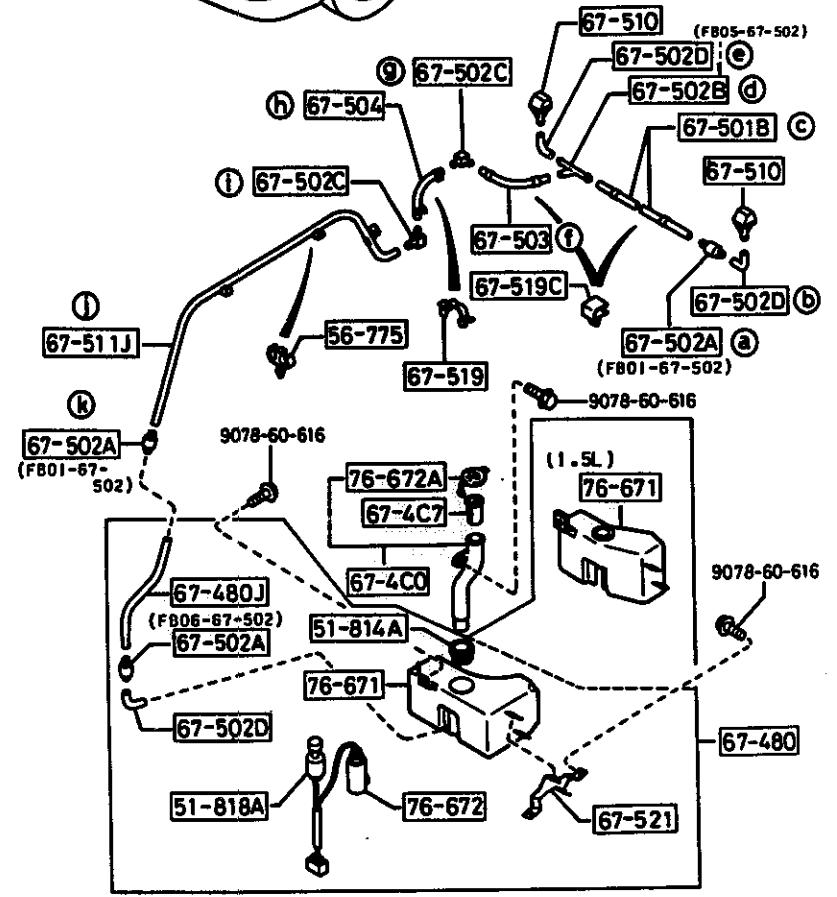 67-510
(FB05-67-502)
67-502D ⓔ
ⓖ 67-502C
67-502B ⓓ
ⓗ 67-504
67-501B ⓒ
67-510
ⓘ 67-502C
67-503 ⓕ
67-519C
67-502D ⓑ
ⓙ
67-511J
56-775
67-502A ⓐ
(FB01-67-502)
67-519
ⓚ
9078-60-616
67-502A
(FB01-67-
502)
9078-60-616
(1.5L)
76-672A
76-671
67-4C7
9078-60-616
67-4C0
67-480J
(FB06-67-502)
67-502A
51-814A
76-671
67-502D
67-480
51-818A
76-672
67-521